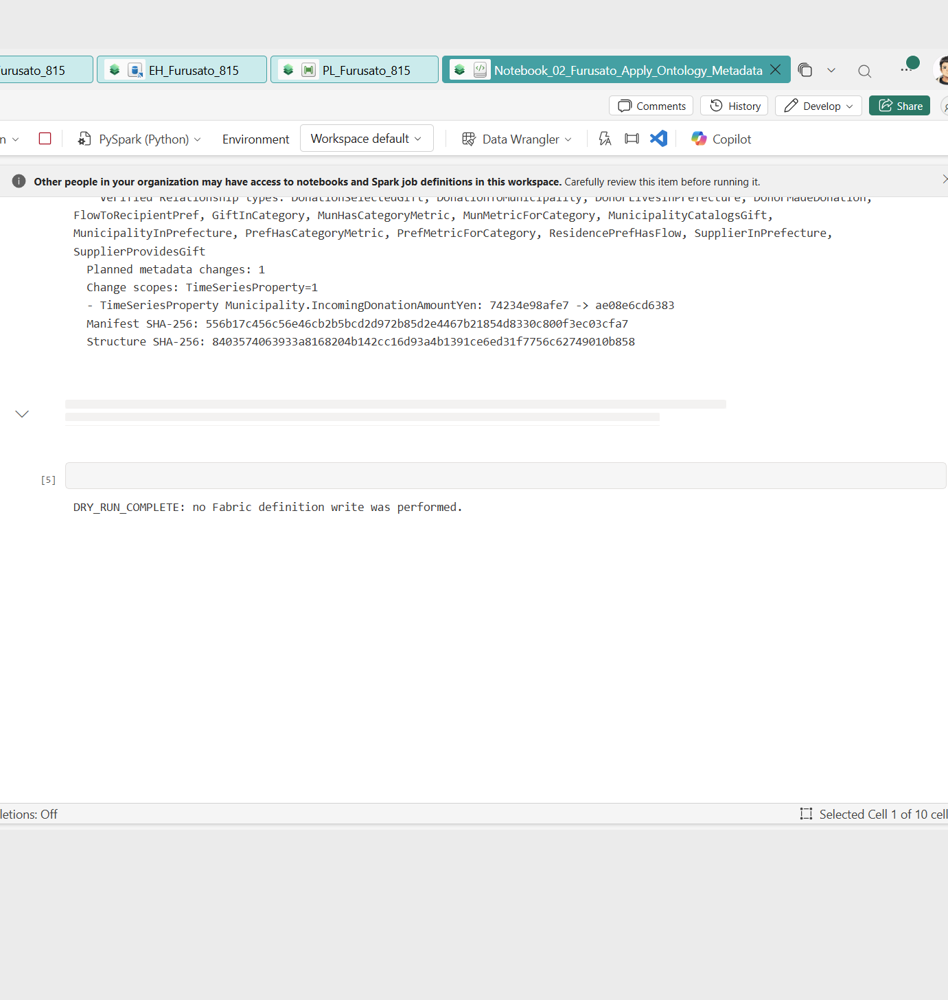 urusato_815
EH_Furusato_815
PL_Furusato_815
Notebook_02_Furusato_Apply_Ontology_Metadata
Comments
History
Develop
Share
n
PySpark (Python)
Environment
Workspace default
Data Wrangler
Copilot
Other people in your organization may have access to notebooks and Spark job definitions in this workspace. Carefully review this item before running it.
Verified Relationship types: DonationSelectedGift, DonationToMunicipality, DonorLivesInPrefecture, DonorMadeDonation,
FlowToRecipientPref, GiftInCategory, MunHasCategoryMetric, MunMetricForCategory, MunicipalityCatalogsGift,
MunicipalityInPrefecture, PrefHasCategoryMetric, PrefMetricForCategory, ResidencePrefHasFlow, SupplierInPrefecture,
SupplierProvidesGift
Planned metadata changes: 1
Change scopes: TimeSeriesProperty=1
- TimeSeriesProperty Municipality.IncomingDonationAmountYen: 74234e98afe7 -> ae08e6cd6383
Manifest SHA-256: 556b17c456c56e46cb2b5bcd2d972b85d2e4467b21854d8330c800f3ec03cfa7
Structure SHA-256: 8403574063933a8168204b142cc16d93a4b1391ce6ed31f7756c62749010b858
[5]
DRY_RUN_COMPLETE: no Fabric definition write was performed.
letions: Off
Selected Cell 1 of 10 cell